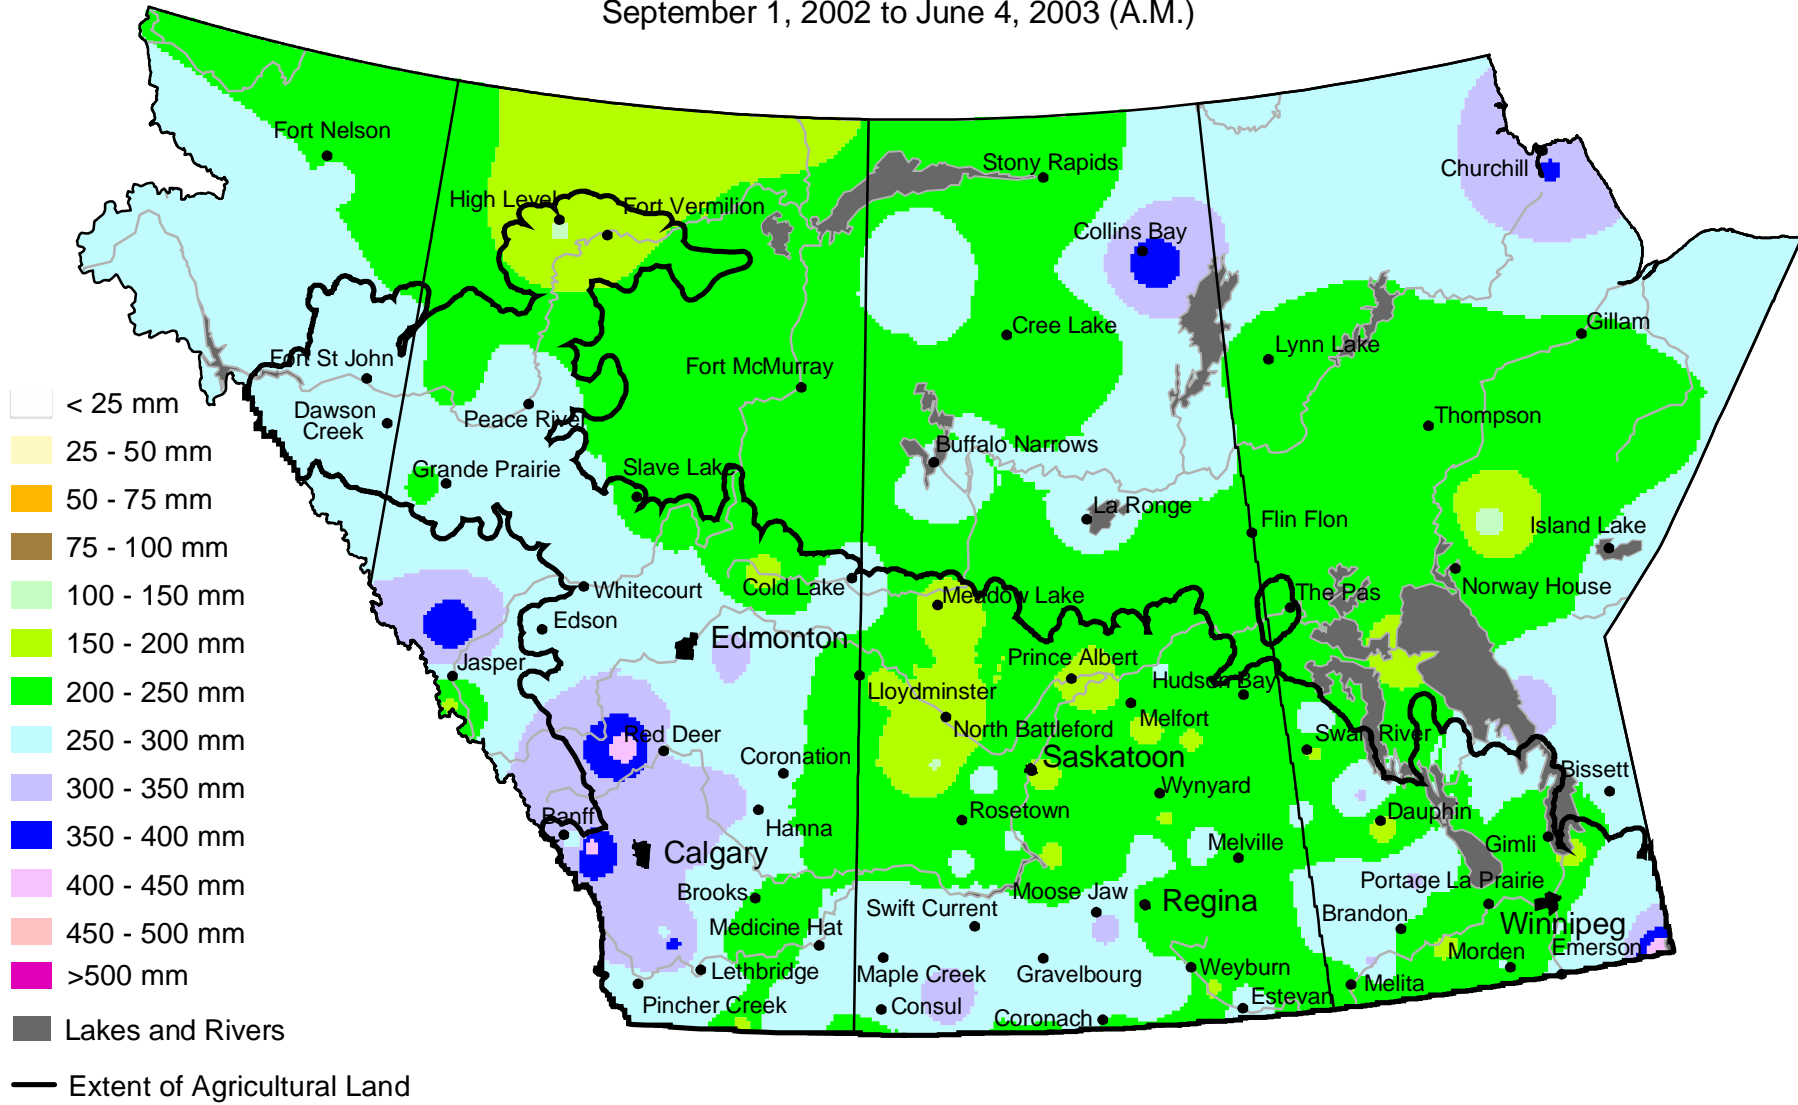 September 1, 2002 to June 4, 2003 (A.M.)
Fort Nelson
Stony Rapids
Churchill
High Level
Fort Vermilion
Collins Bay
Cree Lake
Gillam
Lynn Lake
Fort St John
Fort McMurray
Dawson
Creek
Peace River
Thompson
Buffalo Narrows
Grande Prairie
Slave Lake
La Ronge
Flin Flon
Island Lake
Whitecourt
Cold Lake
Meadow Lake
The Pas
Norway House
Edson
Edmonton
Jasper
Prince Albert
Hudson Bay
Lloydminster
North Battleford
Melfort
Red Deer
Swan River
Coronation
Saskatoon
Bissett
Wynyard
Rosetown
Dauphin
Banff
Hanna
Calgary
Melville
Gimli
Brooks
Moose Jaw
Portage La Prairie
Swift Current
Regina
Brandon
Winnipeg
Medicine Hat
Morden
Emerson
Lethbridge
Maple Creek
Gravelbourg
Weyburn
Melita
Pincher Creek
Consul
Coronach
Estevan
< 25 mm
25 - 50 mm
50 - 75 mm
75 - 100 mm
100 - 150 mm
150 - 200 mm
200 - 250 mm
250 - 300 mm
300 - 350 mm
350 - 400 mm
400 - 450 mm
450 - 500 mm
>500 mm
Lakes and Rivers
Extent of Agricultural Land